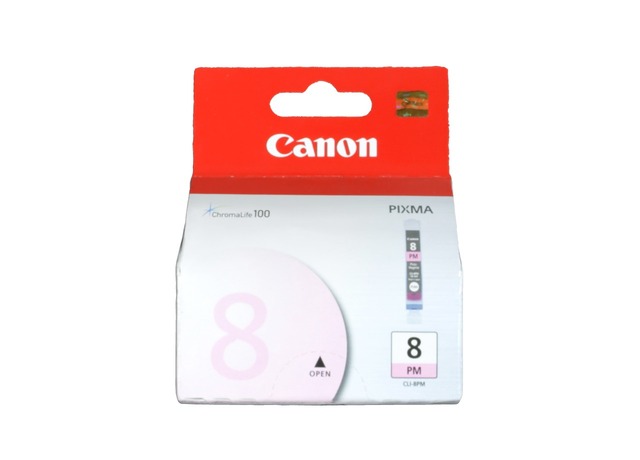 Canon
ChromaLife100
PIXMA
8
PM
8
OPEN
8
PM
CLI-8PM